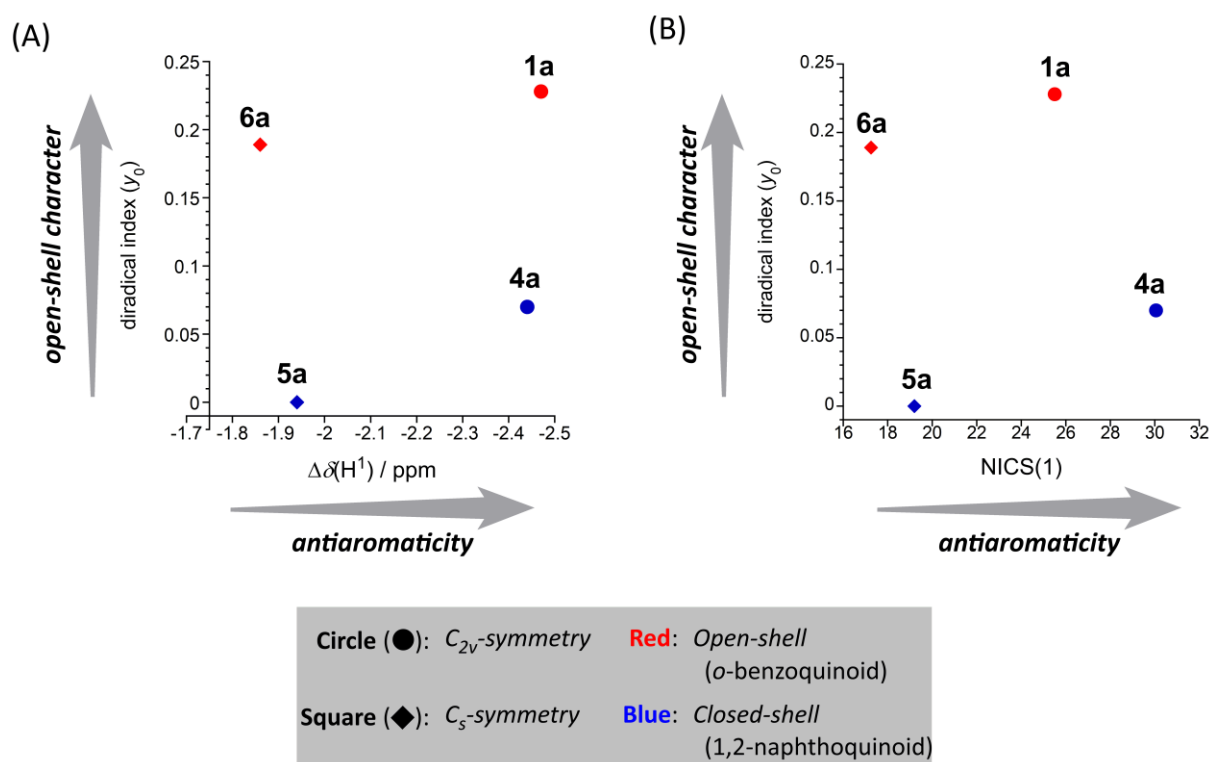 (A)
0.25
0.2
0.15
0.1
0.05
0
open-shell character
diradical index (y₀)
1a
6a
4a
5a
-1.7 -1.8 -1.9 -2 -2.1 -2.2 -2.3 -2.4 -2.5
Δδ(H¹) / ppm
antiaromaticity
(B)
0.25
0.2
0.15
0.1
0.05
0
open-shell character
diradical index (y₀)
1a
6a
4a
5a
16 18 20 22 24 26 28 30 32
NICS(1)
antiaromaticity
Circle (●): C₂ᵥ-symmetry Red: Open-shell
(o-benzoquinoid)
Square (◆): Cₛ-symmetry Blue: Closed-shell
(1,2-naphthoquinoid)